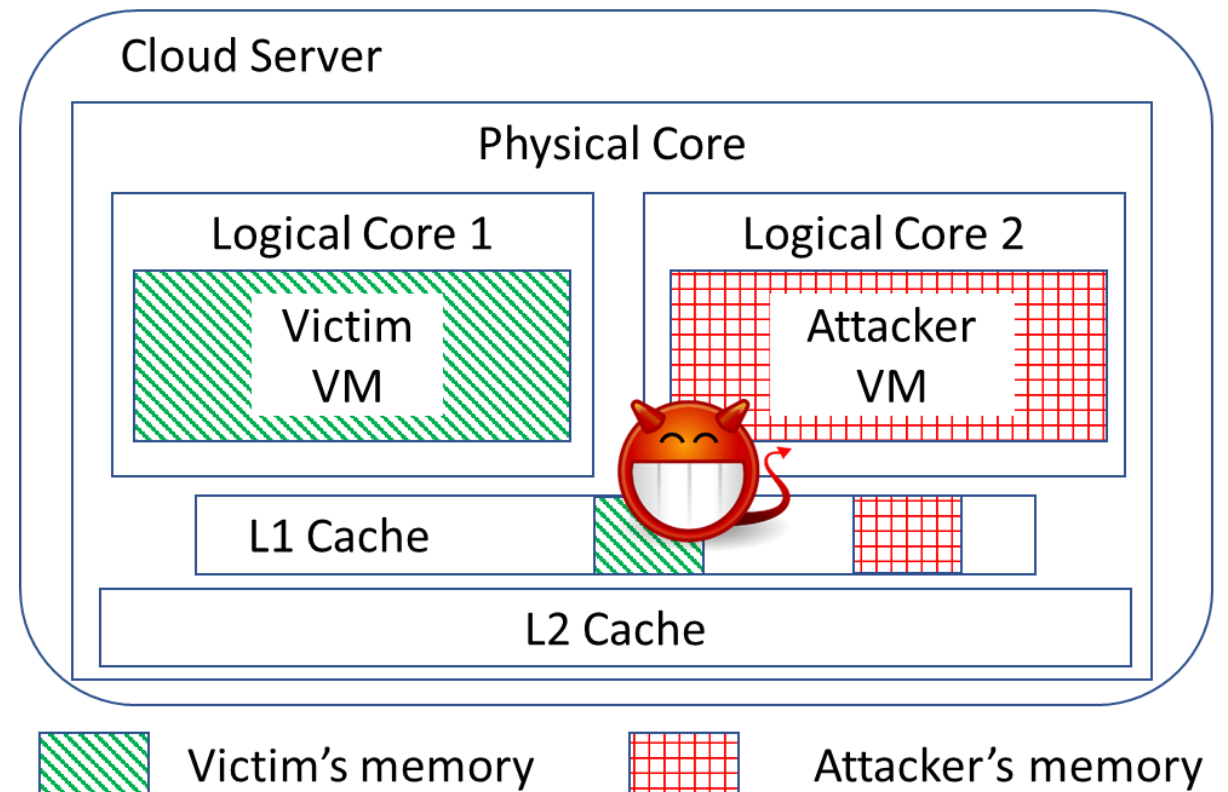 Cloud Server
Physical Core
Logical Core 1
Logical Core 2
Victim
VM
Attacker
VM
L1 Cache
L2 Cache
Victim’s memory
Attacker’s memory